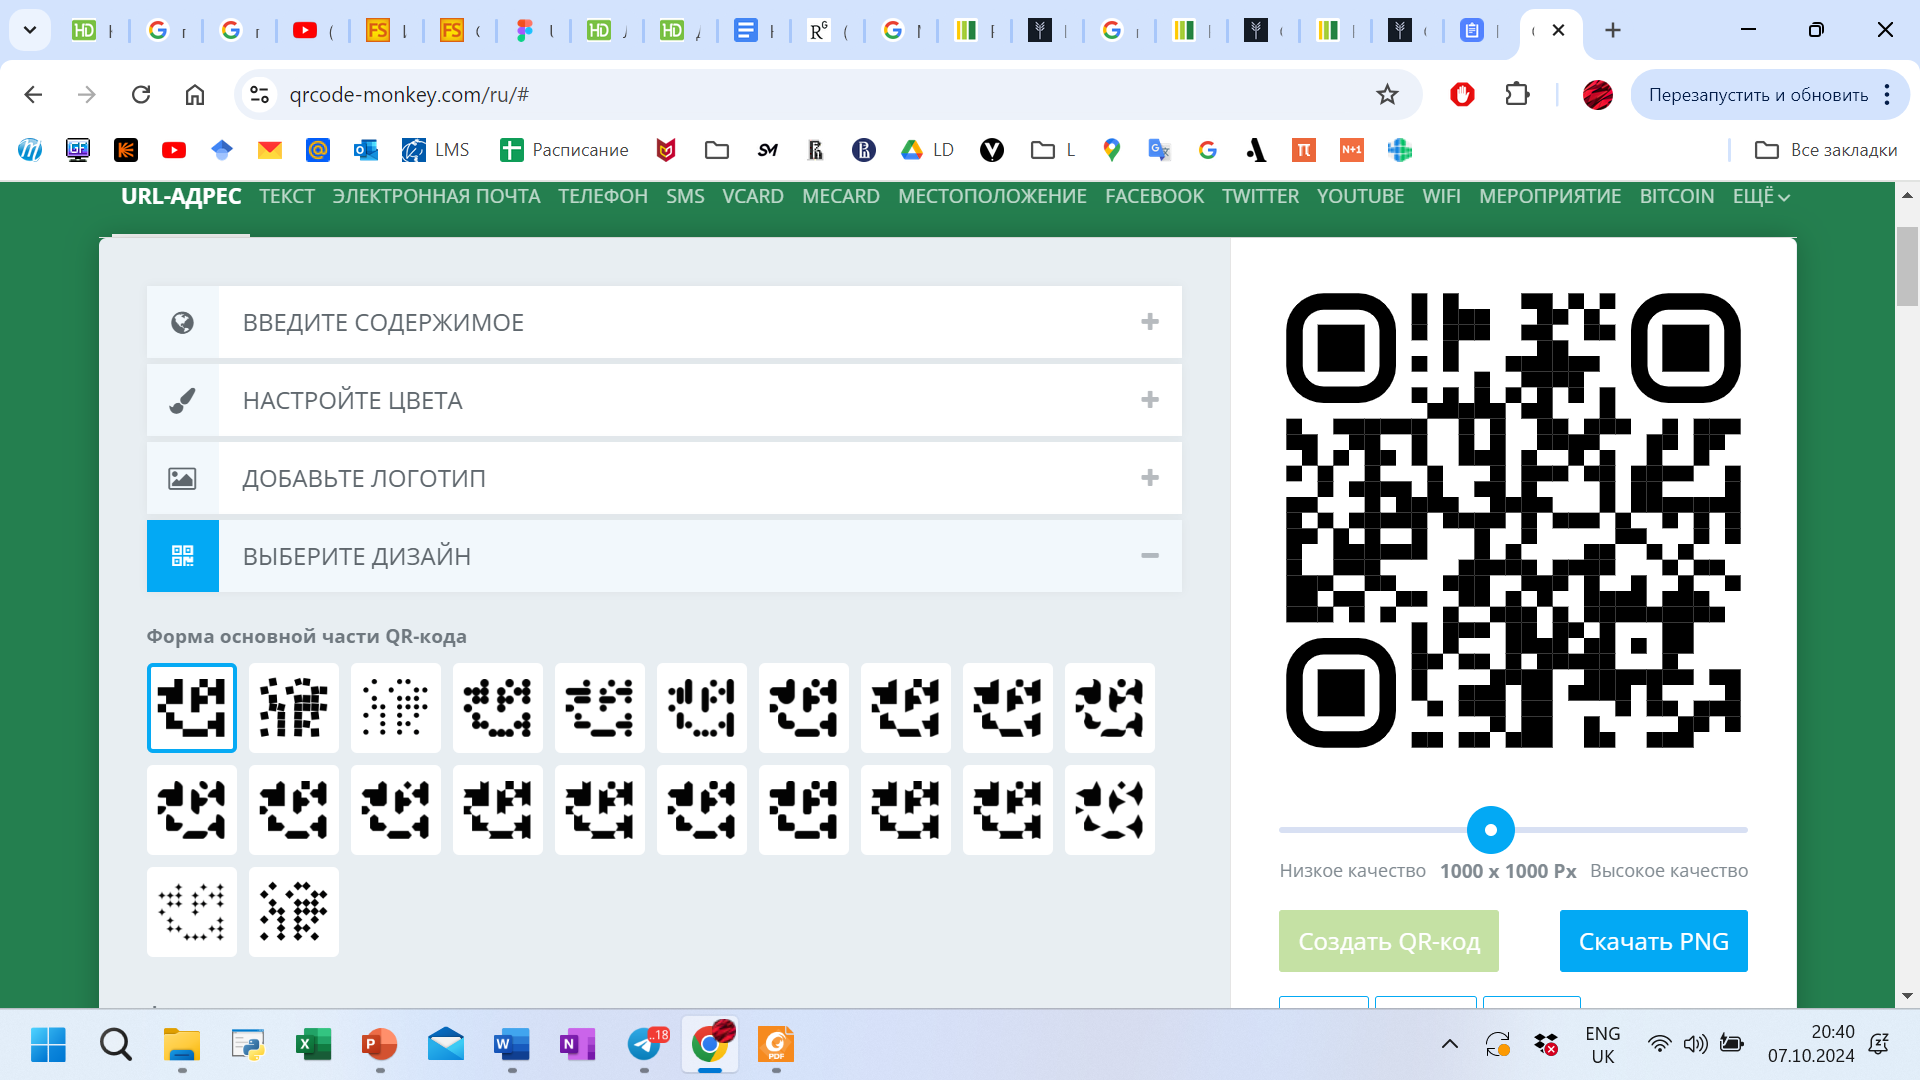 qrcode-monkey.com/ru/#
Перезапустить и обновить
LMS
Расписание
LD
L
Все закладки
URL-АДРЕС ТЕКСТ ЭЛЕКТРОННАЯ ПОЧТА ТЕЛЕФОН SMS VCARD MECARD МЕСТОПОЛОЖЕНИЕ FACEBOOK TWITTER YOUTUBE WIFI МЕРОПРИЯТИЕ BITCOIN ЕЩЁ
ВВЕДИТЕ СОДЕРЖИМОЕ
НАСТРОЙТЕ ЦВЕТА
ДОБАВЬТЕ ЛОГОТИП
ВЫБЕРИТЕ ДИЗАЙН
Форма основной части QR-кода
Низкое качество 1000 x 1000 Px Высокое качество
Создать QR-код
Скачать PNG
ENG
УК
20:40
07.10.2024